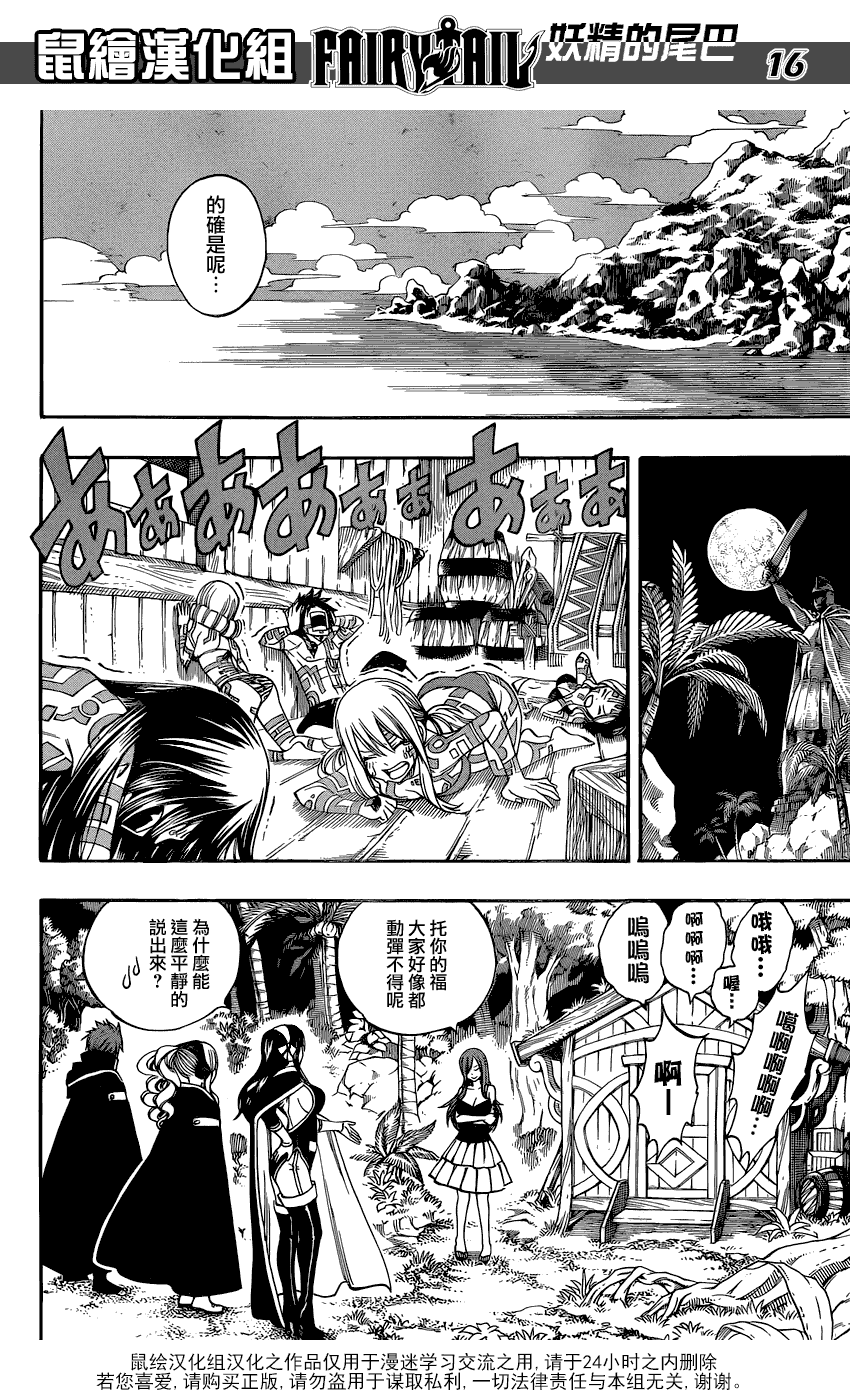 鼠繪漢化組
FAIRY TAIL
妖精的尾巴
16
的確是呢…
あああああああああ
哦哦…
啊啊啊…
喔…
嗚嗚嗚
噶啊啊啊啊…
啊—
托你的福
大家好像都
動彈不得呢
為什麼能
這麼平靜的
説出來?
鼠绘汉化组汉化之作品仅用于漫迷学习交流之用,请于24小时之内删除
若您喜爱,请购买正版,请勿盗用于谋取私利,一切法律责任与本组无关,谢谢。